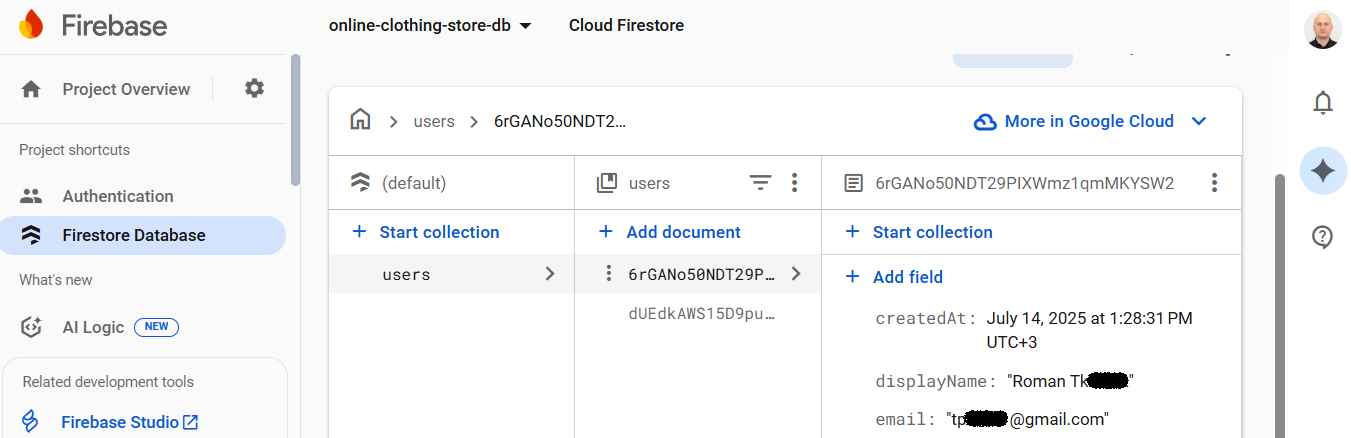 Firebase
online-clothing-store-db
Cloud Firestore
Project Overview
Project shortcuts
Authentication
Firestore Database
What's new
AI Logic NEW
Related development tools
Firebase Studio
users 6rGANo50NDT2…
More in Google Cloud
(default)
users
6rGANo50NDT29PIXWmz1qmMKYSW2
+ Start collection
+ Add document
+ Start collection
users
6rGANo50NDT29P…
dUEdkAWS15D9pu…
+ Add field
createdAt: July 14, 2025 at 1:28:31 PM
UTC+3
displayName: "Roman Tk"
email: "tp@gmail.com"